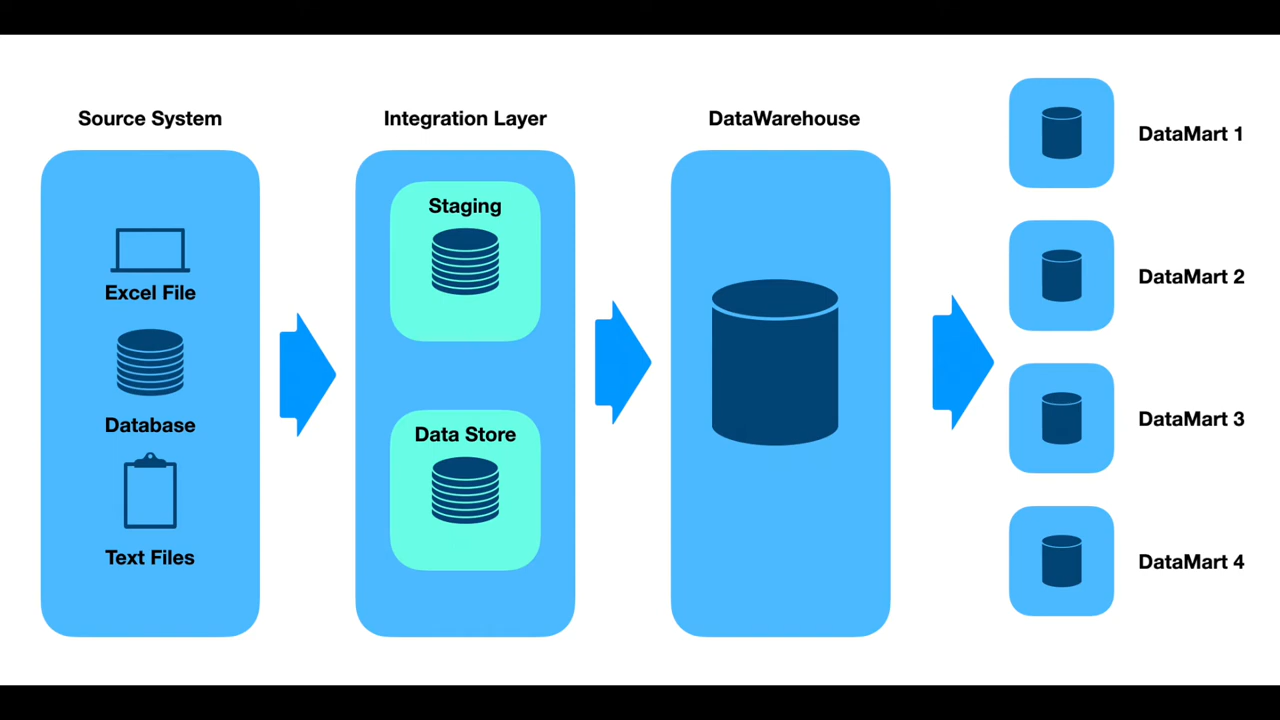 Source System
Excel File
Database
Text Files
Integration Layer
Staging
Data Store
DataWarehouse
DataMart 1
DataMart 2
DataMart 3
DataMart 4